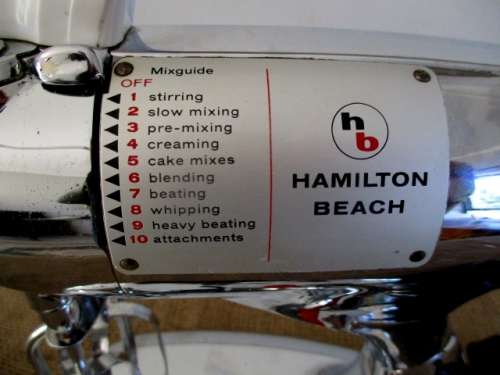 Mixguide
OFF
1 stirring
2 slow mixing
3 pre-mixing
4 creaming
5 cake mixes
6 blending
7 beating
8 whipping
9 heavy beating
10 attachments
hb
HAMILTON
BEACH